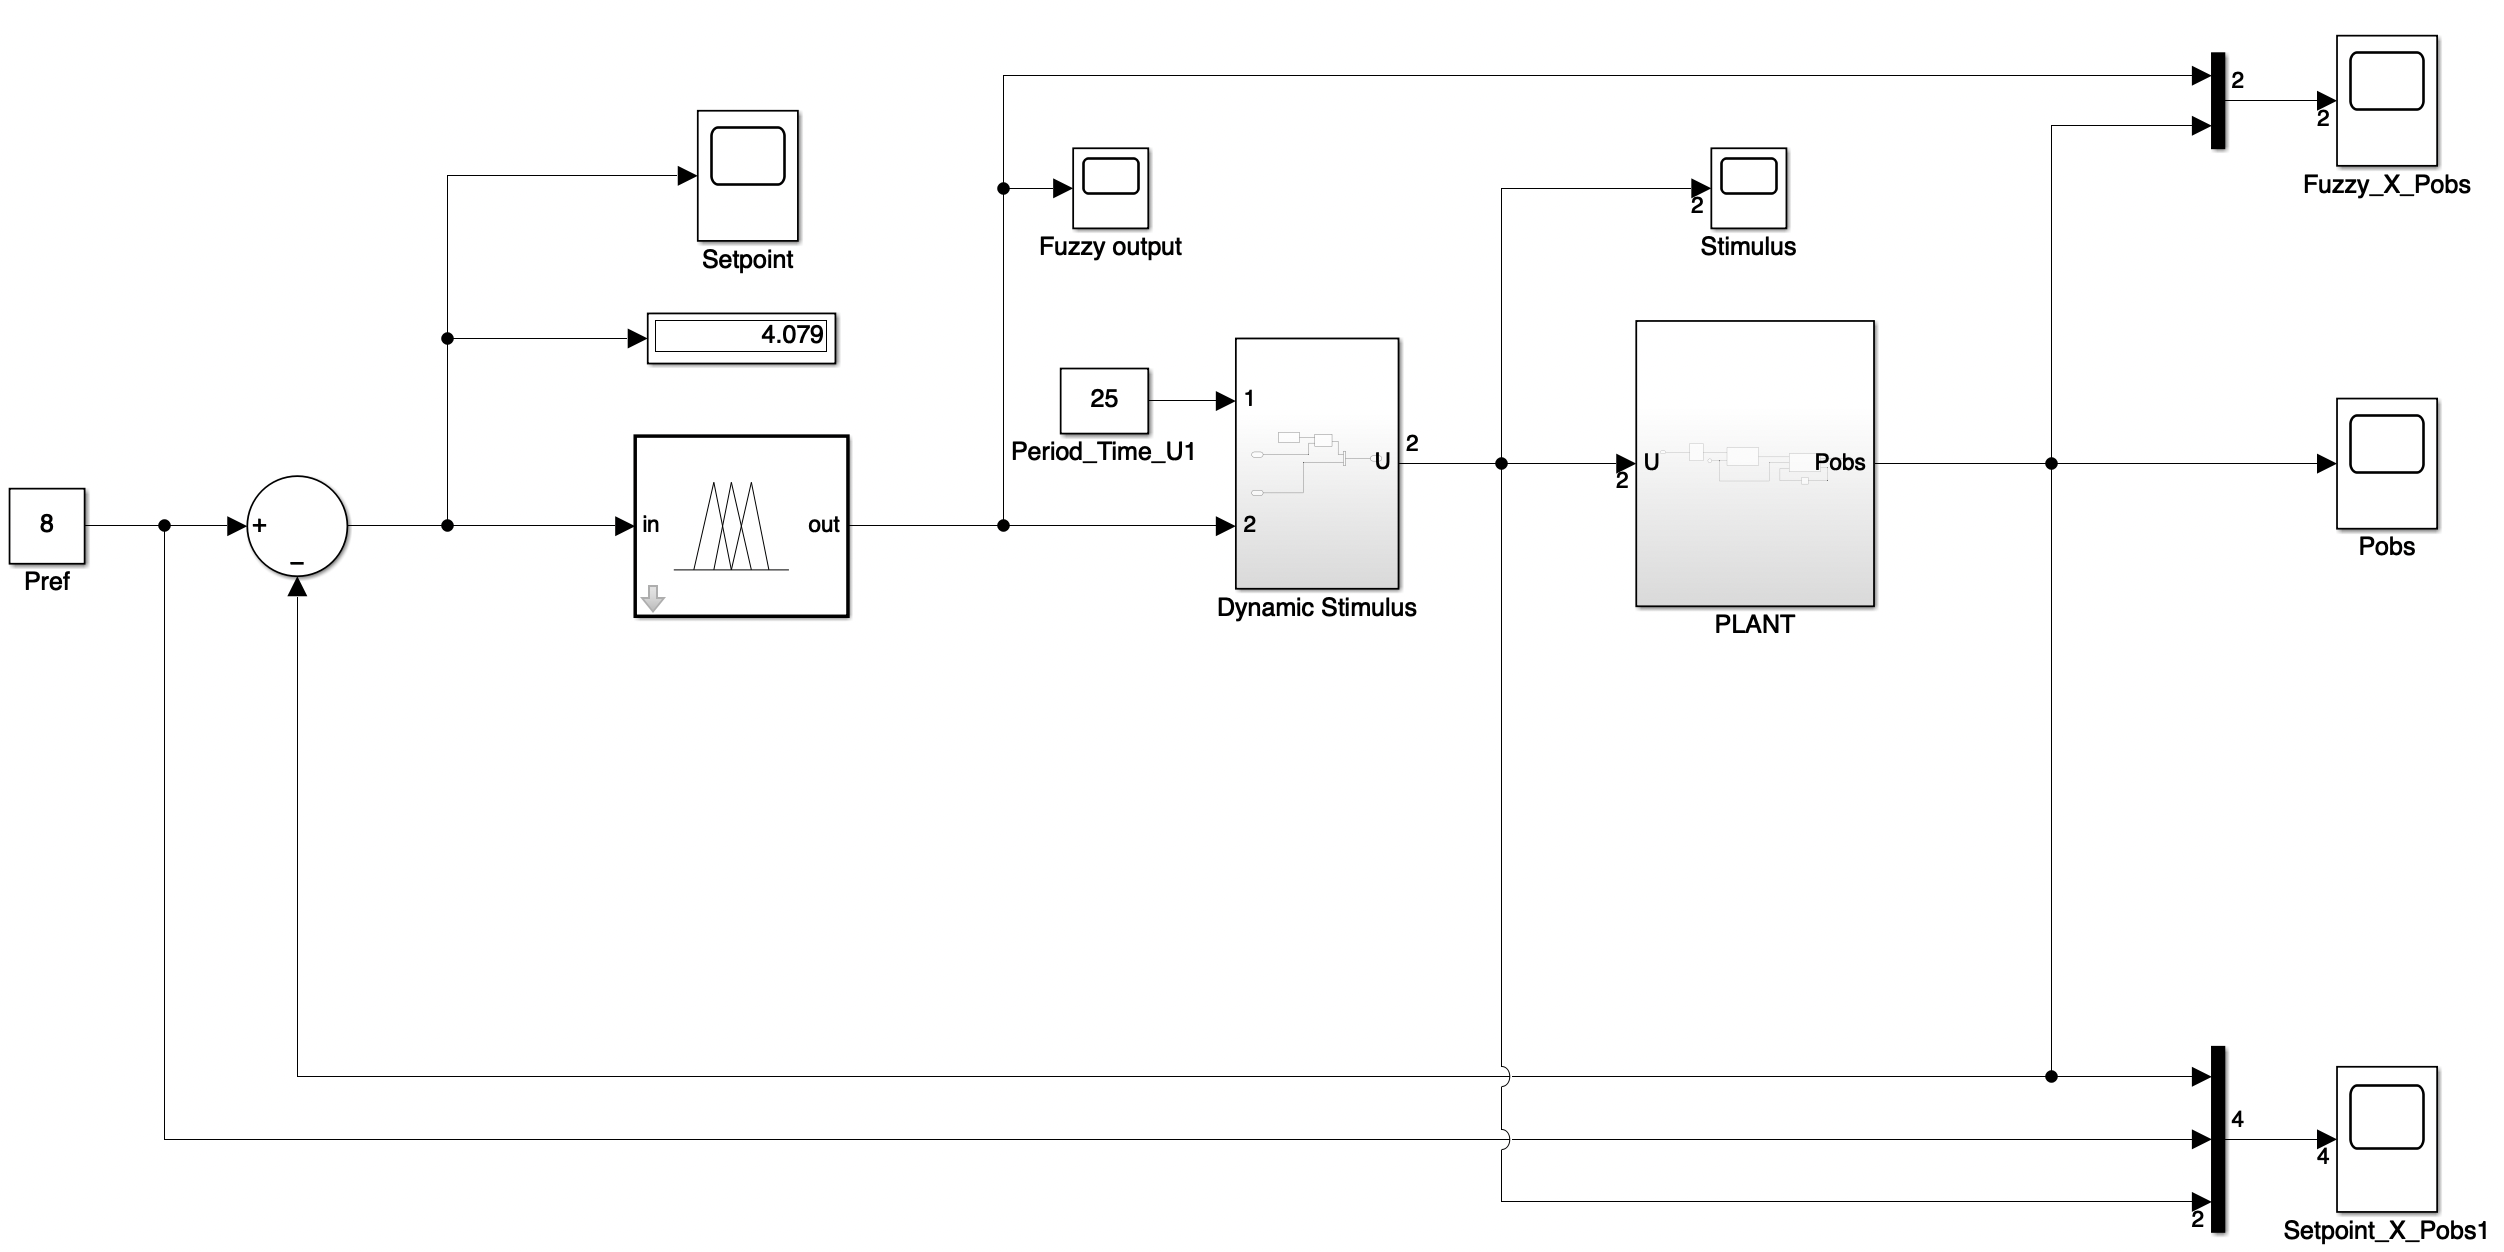 2
2
Fuzzy_X_Pobs
Setpoint
Fuzzy output
2
Stimulus
4.079
25
Period_Time_U1
1
2
U
2
Dynamic Stimulus
U
2
Pobs
PLANT
Pobs
8
Pref
+
−
in
out
4
4
2
Setpoint_X_Pobs1